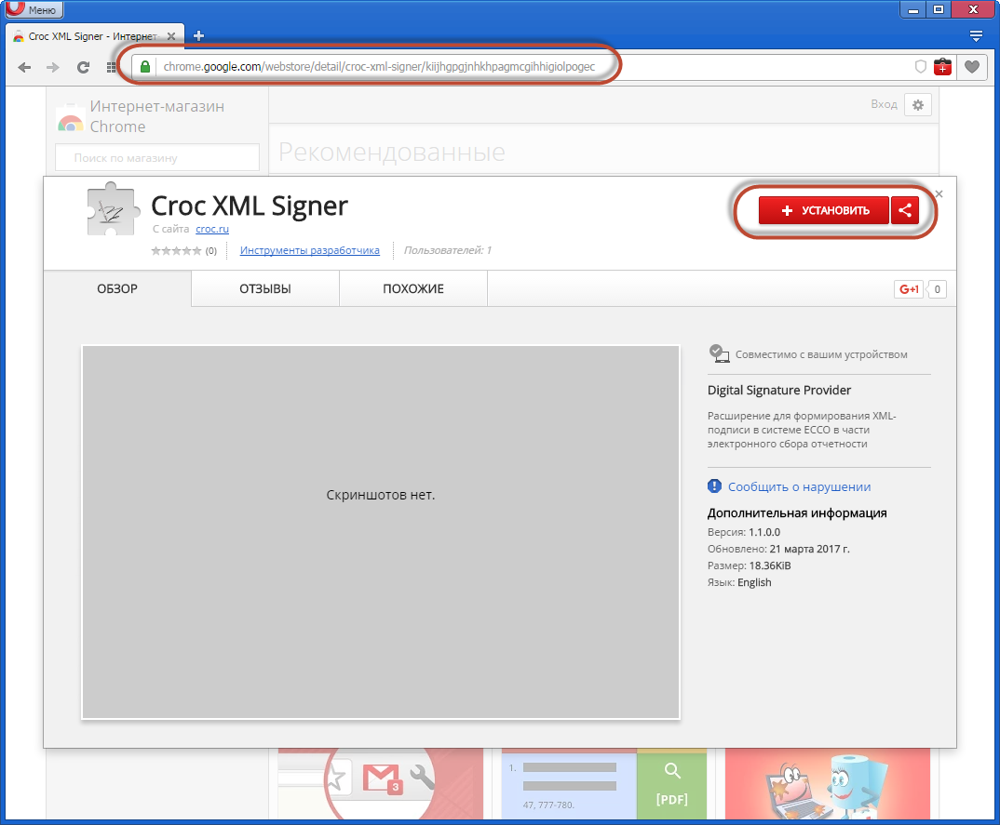 Меню
Croc XML Signer - Интернет
chrome.google.com/webstore/detail/croc-xml-signer/kiijhgpgjnhkhpagmcgihhigiolpogec
Интернет-магазин
Chrome
Вход
Поиск по магазину
Рекомендованные
Croc XML Signer
С сайта croc.ru
(0) Инструменты разработчика Пользователей: 1
УСТАНОВИТЬ
ОБЗОР ОТЗЫВЫ ПОХОЖИЕ
G+1 0
Скриншотов нет.
Совместимо с вашим устройством
Digital Signature Provider
Расширение для формирования XML-
подписи в системе ЕССО в части
электронного сбора отчетности
Сообщить о нарушении
Дополнительная информация
Версия: 1.1.0.0
Обновлено: 21 марта 2017 г.
Размер: 18.36KiB
Язык: English
3
1.
47, 777-780.
[PDF]